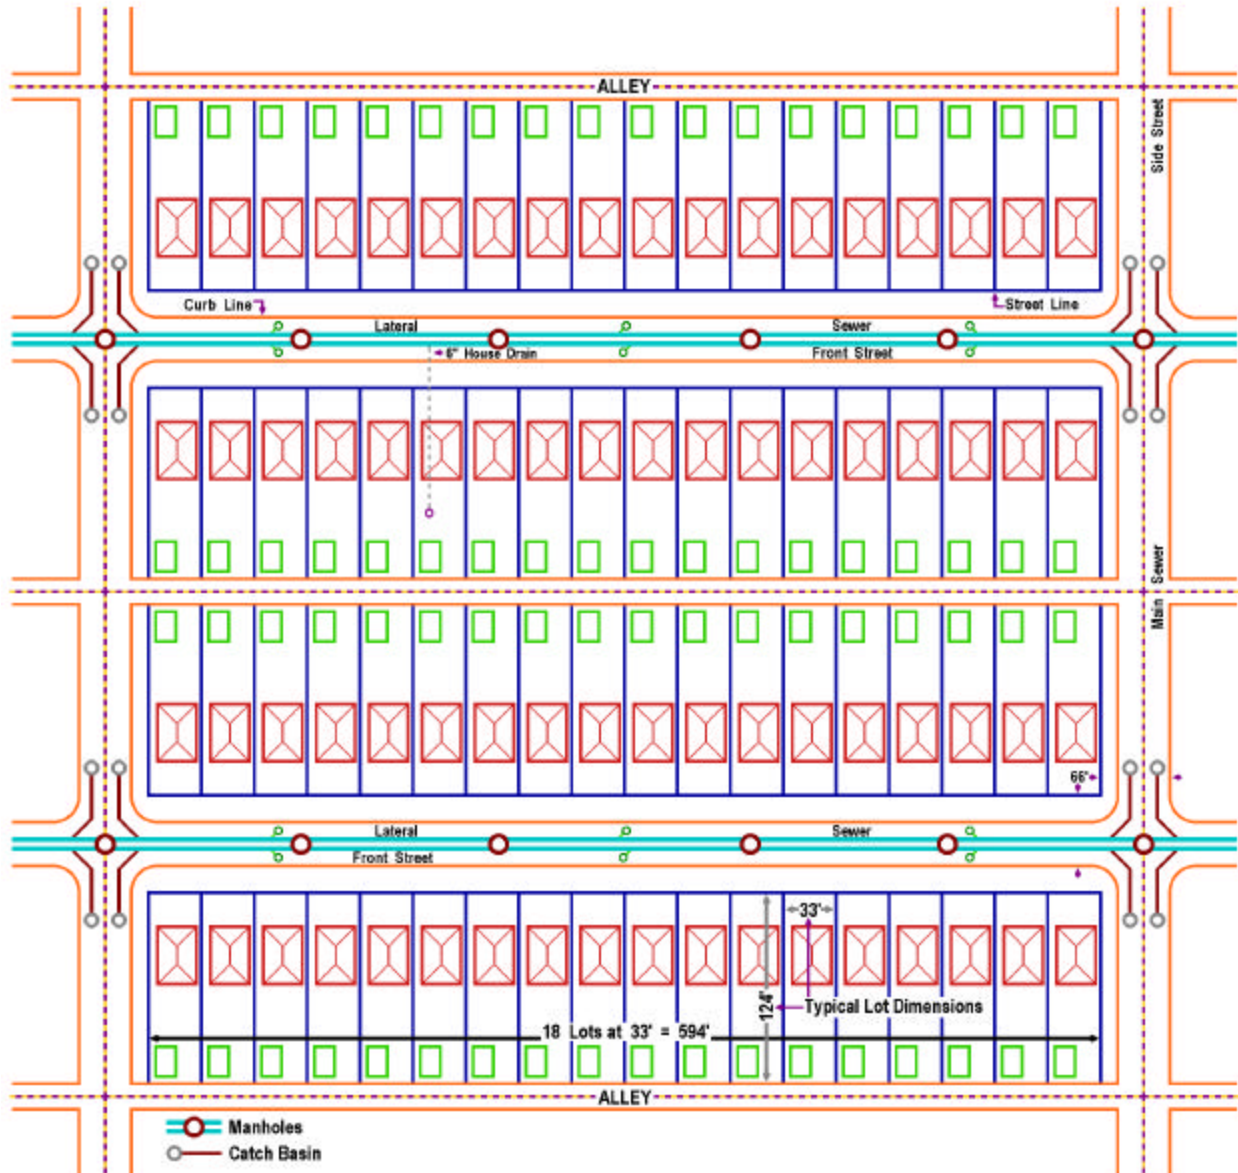 ALLEY
Side Street
Curb Line
Street Line
Lateral
Sewer
6" House Drain
Front Street
Main Sewer
66'
Lateral
Sewer
Front Street
33'
124'
Typical Lot Dimensions
18 Lots at 33' = 594'
ALLEY
Manholes
Catch Basin